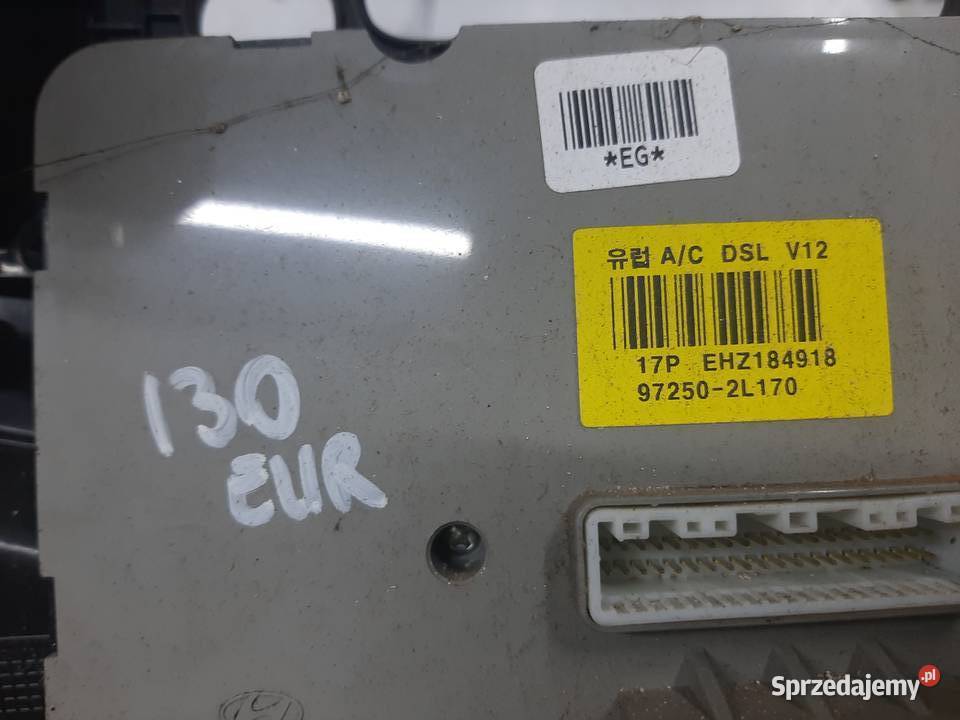 *EG*
유럽 A/C DSL V12
17P EHZ184918
97250-2L170
130
EUR
Sprzedajemy.pl